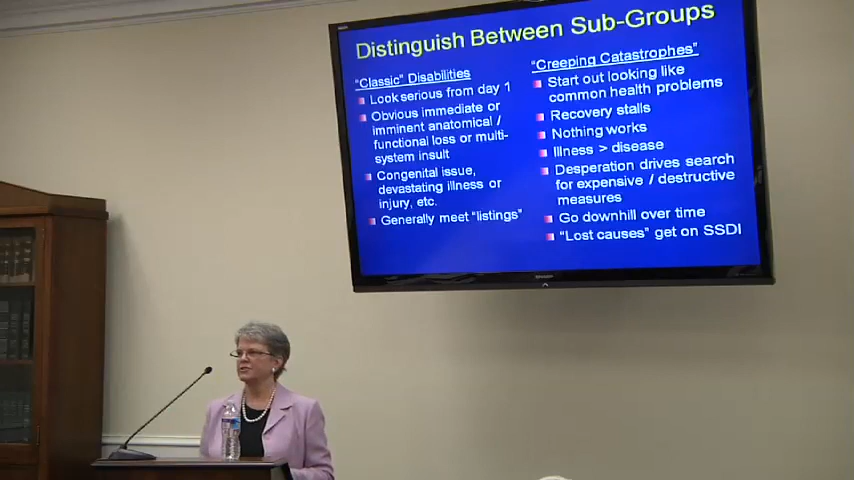 Distinguish Between Sub-Groups
"Classic" Disabilities
Look serious from day 1
Obvious immediate or
imminent anatomical /
functional loss or multi-
system insult
Congenital issue,
devastating illness or
injury, etc.
Generally meet "listings"
"Creeping Catastrophes"
Start out looking like
common health problems
Recovery stalls
Nothing works
Illness > disease
Desperation drives search
for expensive / destructive
measures
Go downhill over time
"Lost causes" get on SSDI
SHARP